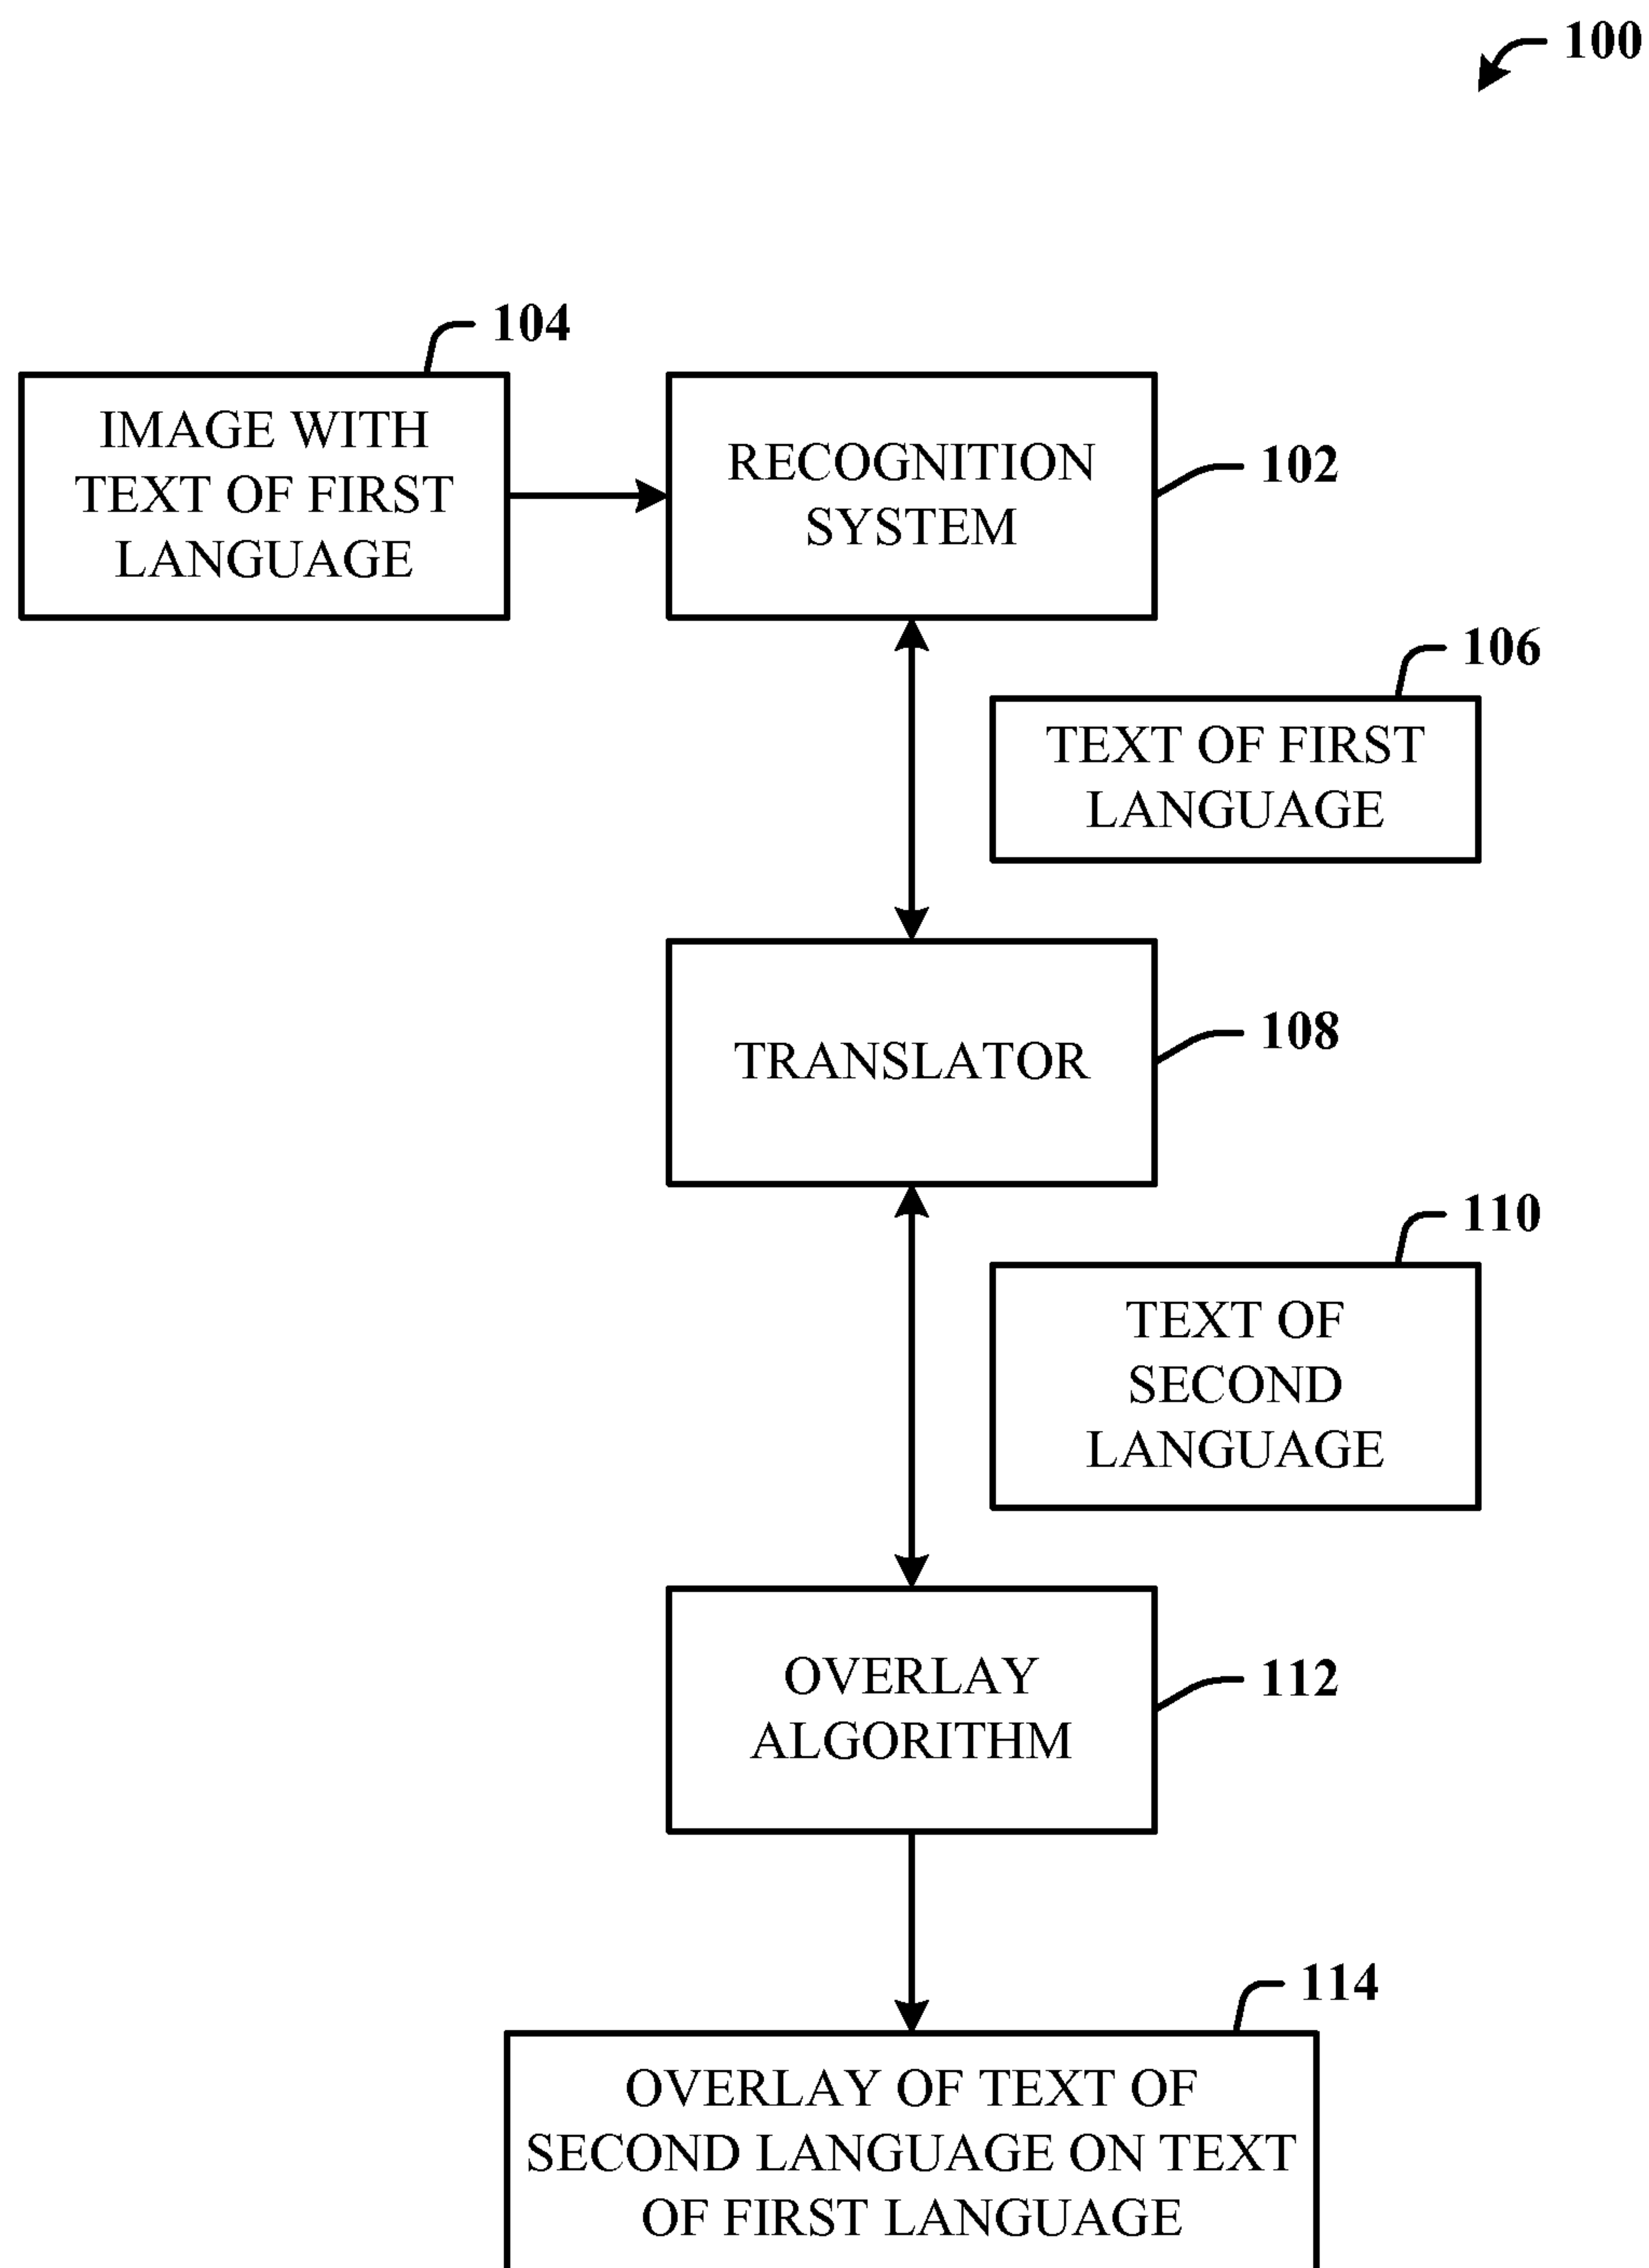 100
104
IMAGE WITH
TEXT OF FIRST
LANGUAGE
RECOGNITION
SYSTEM
102
106
TEXT OF FIRST
LANGUAGE
TRANSLATOR
108
110
TEXT OF
SECOND
LANGUAGE
OVERLAY
ALGORITHM
112
114
OVERLAY OF TEXT OF
SECOND LANGUAGE ON TEXT
OF FIRST LANGUAGE